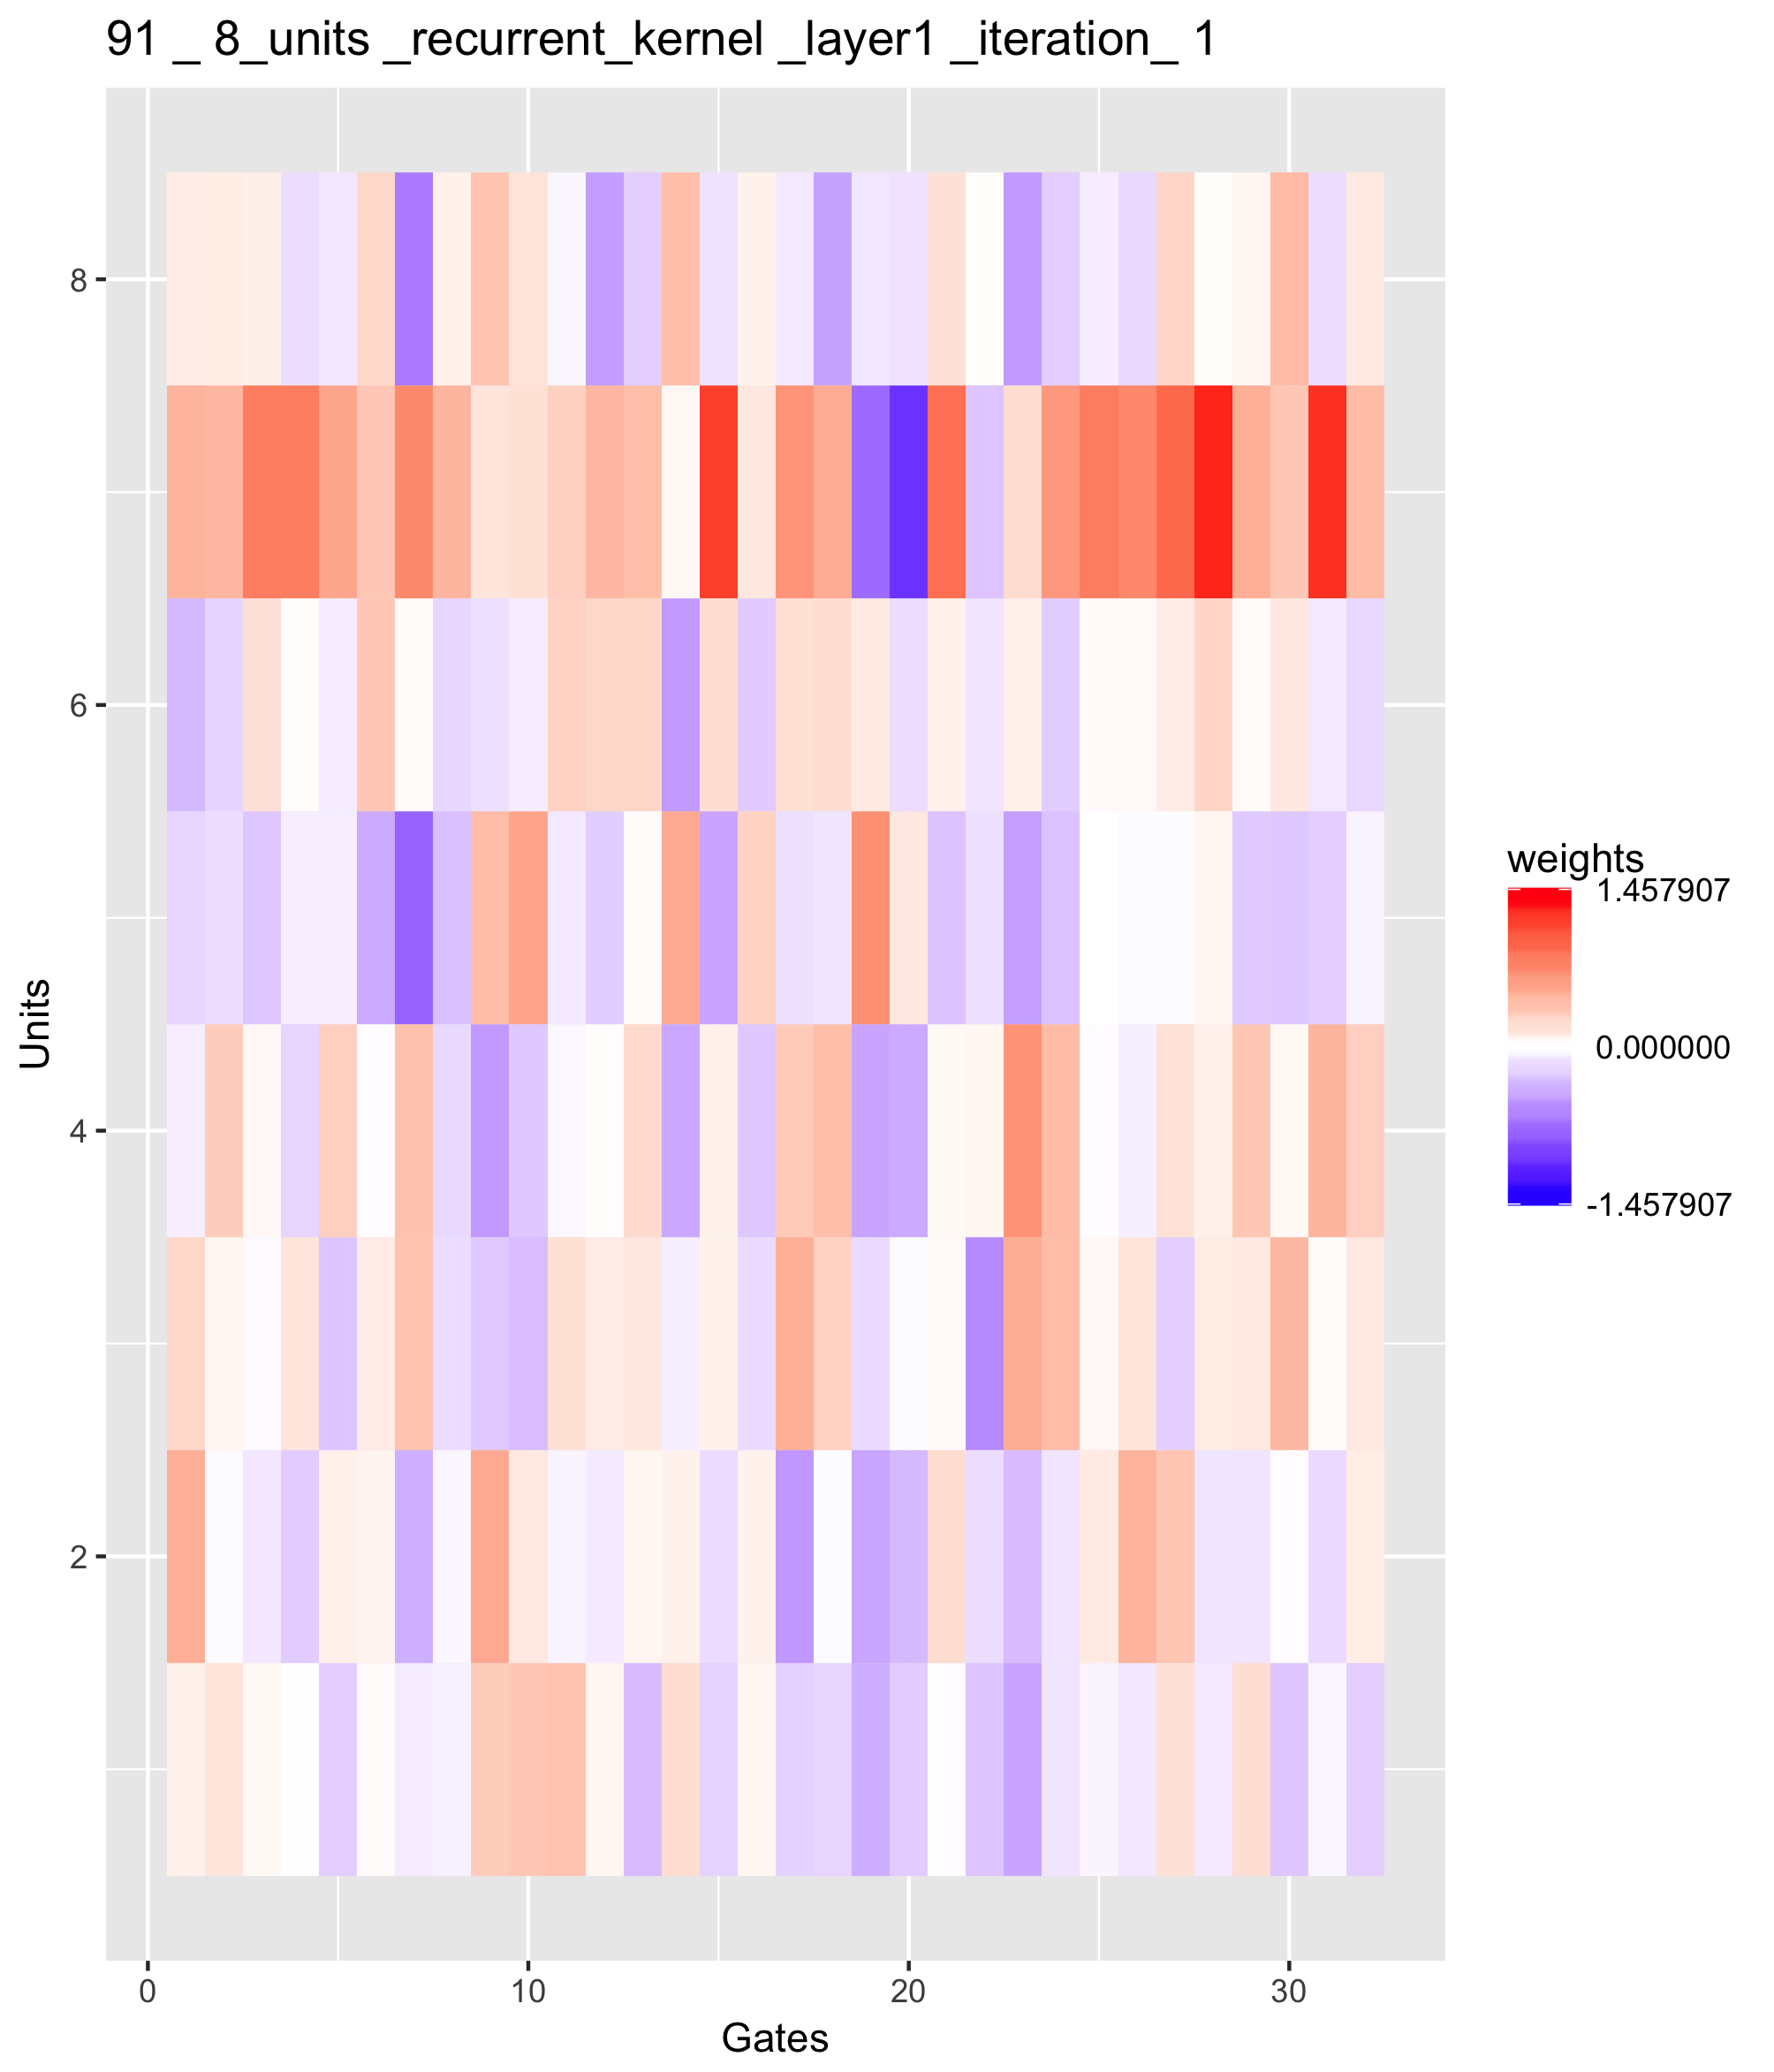 91 _ 8_units _recurrent_kernel _layer1 _iteration_ 1
8
6
4
2
Units
0 10 20 30
Gates
weights
1.457907
0.000000
-1.457907